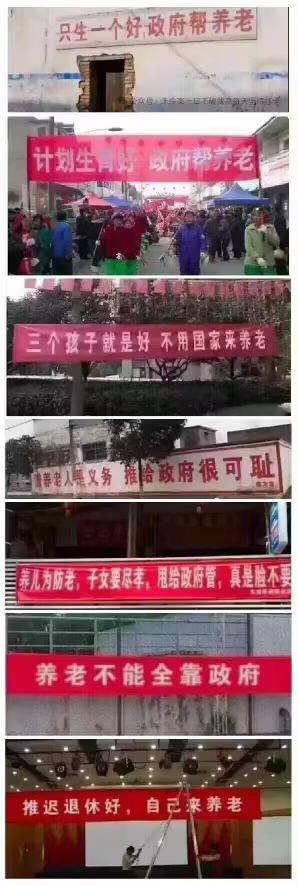 只生一个好，政府帮养老
计划生育好 政府帮养老
三个孩子就是好 不用国家来养老
养老人尽义务 推给政府很可耻
养儿为防老，子女要尽孝，甩给政府管，真是脸不要
养老不能全靠政府
推迟退休好，自己来养老